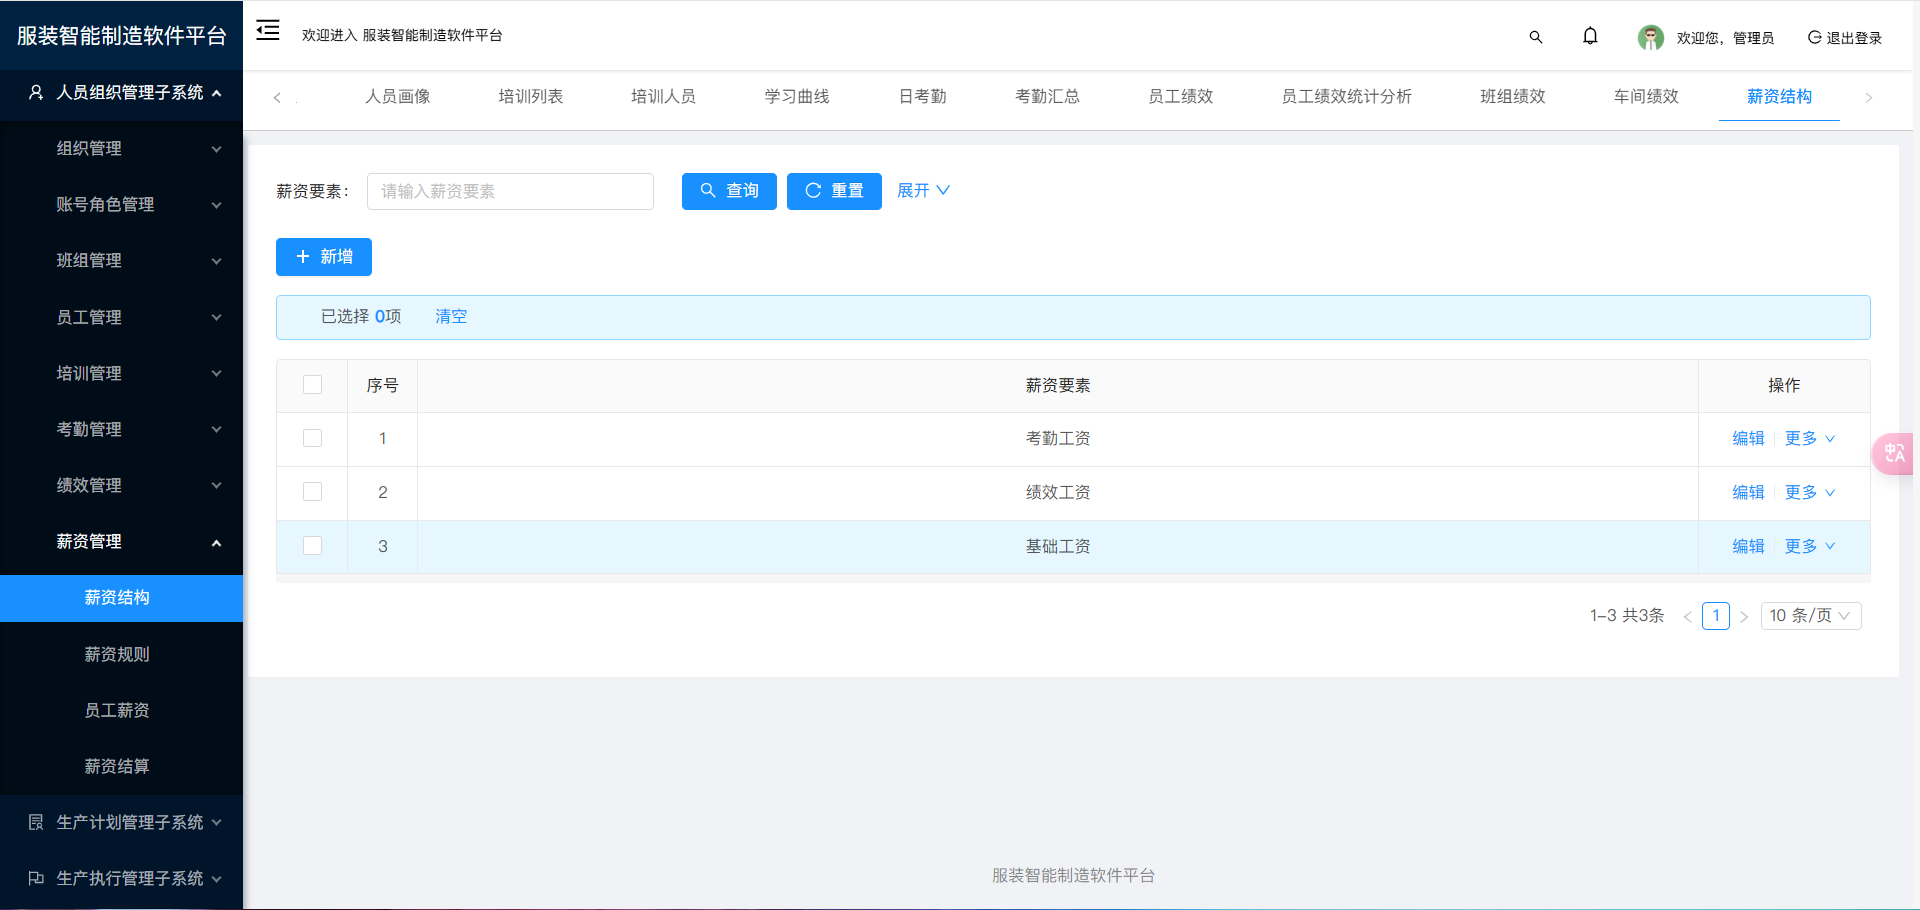 服装智能制造软件平台
欢迎进入 服装智能制造软件平台
欢迎您，管理员
退出登录
人员组织管理子系统
组织管理
账号角色管理
班组管理
员工管理
培训管理
考勤管理
绩效管理
薪资管理
薪资结构
薪资规则
员工薪资
薪资结算
生产计划管理子系统
生产执行管理子系统
人员画像 培训列表 培训人员 学习曲线 日考勤 考勤汇总 员工绩效 员工绩效统计分析 班组绩效 车间绩效 薪资结构
薪资要素： 请输入薪资要素 查询 重置 展开
新增
已选择 0项 清空
序号 薪资要素 操作
1 考勤工资 编辑 更多
2 绩效工资 编辑 更多
3 基础工资 编辑 更多
1-3 共3条 1 10 条/页
中A
服装智能制造软件平台